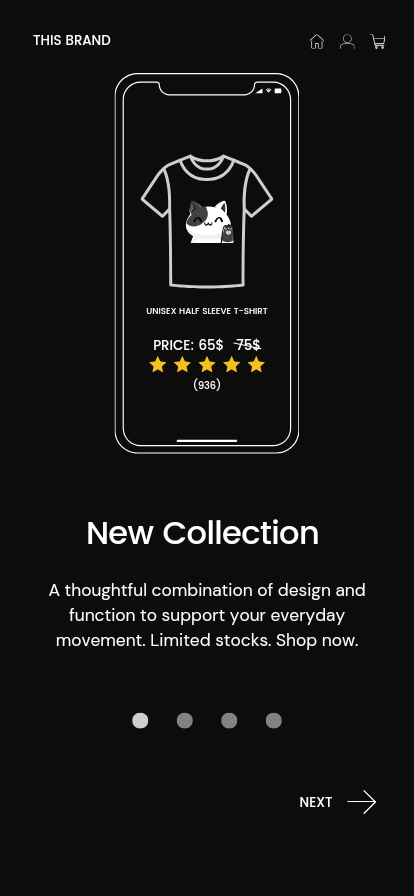 THIS BRAND
UNISEX HALF SLEEVE T-SHIRT
PRICE: 65$ 75$
(936)
New Collection
A thoughtful combination of design and
function to support your everyday
movement. Limited stocks. Shop now.
NEXT